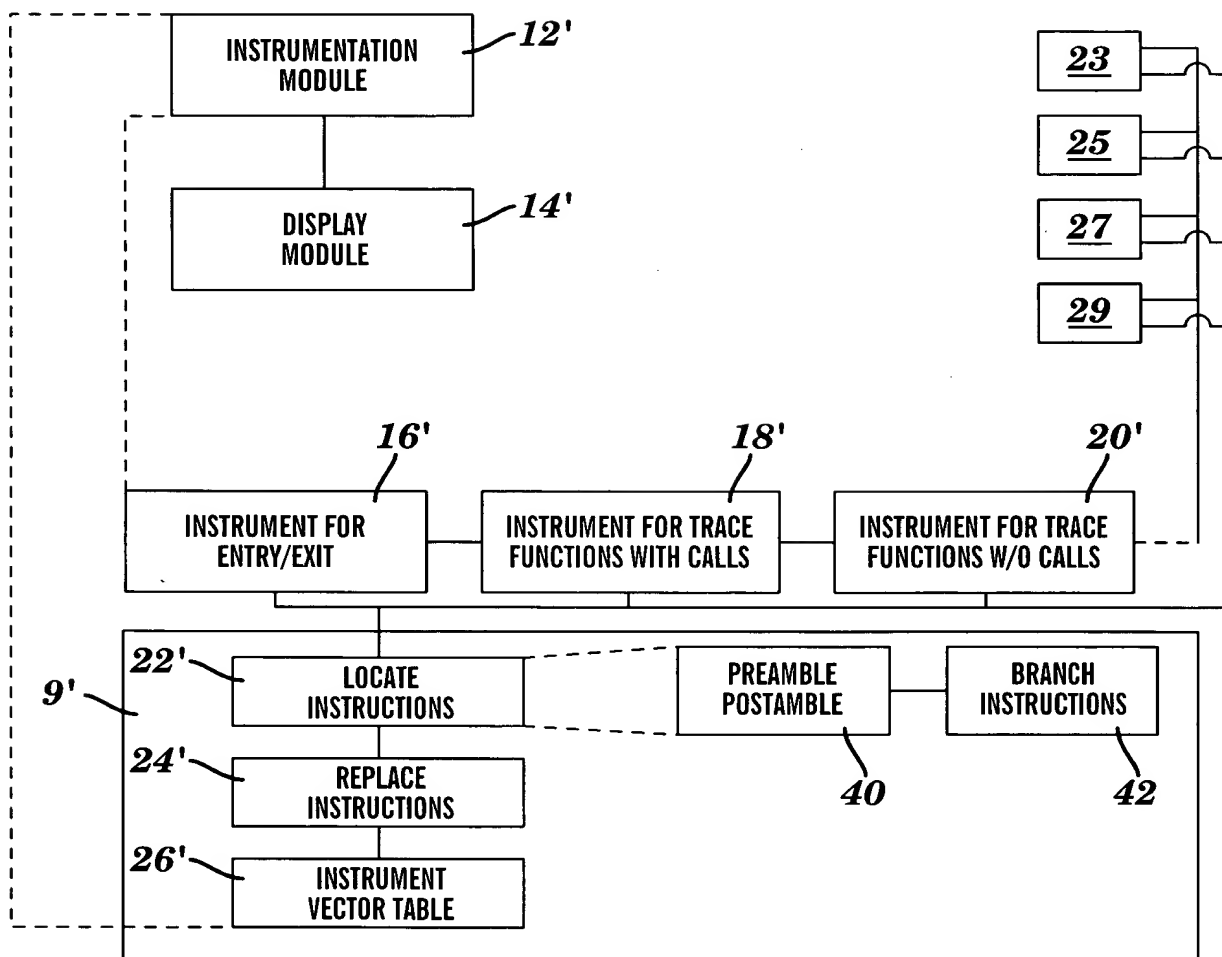 INSTRUMENTATION
MODULE
12'
DISPLAY
MODULE
14'
23
25
27
29
16'
18'
20'
INSTRUMENT FOR
ENTRY/EXIT
INSTRUMENT FOR TRACE
FUNCTIONS WITH CALLS
INSTRUMENT FOR TRACE
FUNCTIONS W/O CALLS
9'
22'
LOCATE
INSTRUCTIONS
PREAMBLE
POSTAMBLE
40
BRANCH
INSTRUCTIONS
42
24'
REPLACE
INSTRUCTIONS
26'
INSTRUMENT
VECTOR TABLE